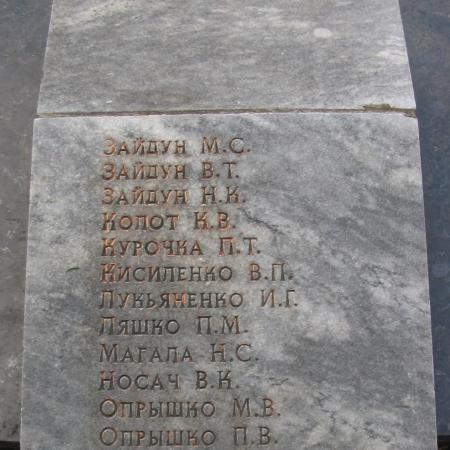 Зайдун М.С.
Зайдун В.Т.
Зайдун Н.К.
Копот К.В.
Курочка П.Т.
Кисиленко В.П.
Лукьяненко И.Г.
Ляшко П.М.
Магала Н.С.
Носач В.К.
Опрышко М.В.
Опрышко П.В.